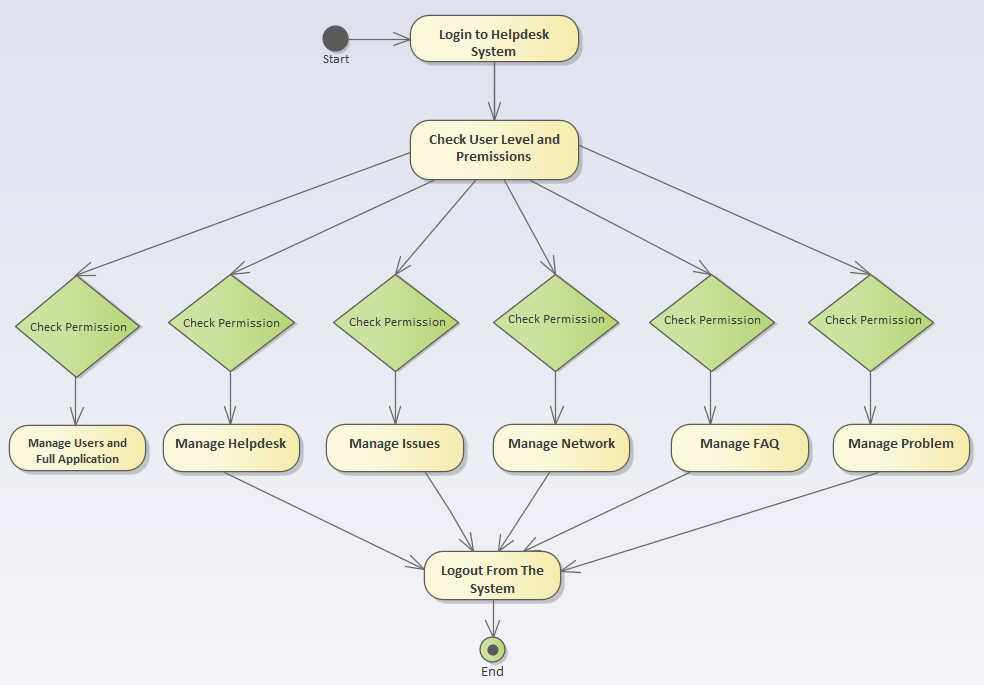 Login to Helpdesk
System
Start
Check User Level and
Premissions
Check Permission
Check Permission
Check Permission
Check Permission
Check Permission
Check Permission
Manage Users and
Full Application
Manage Helpdesk
Manage Issues
Manage Network
Manage FAQ
Manage Problem
Logout From The
System
End